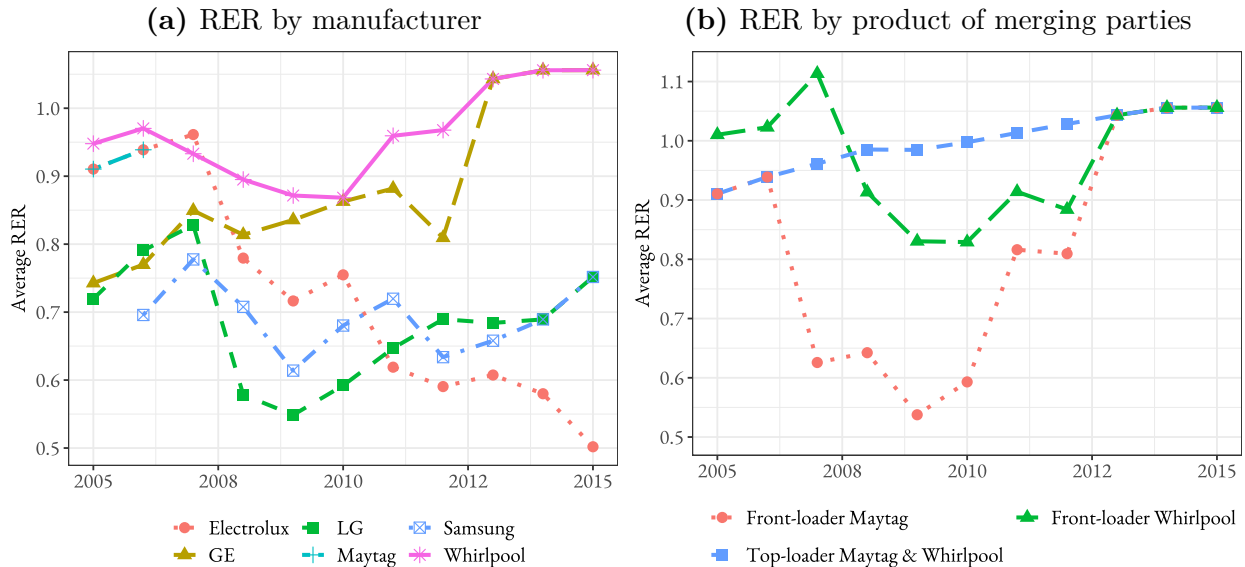 (a) RER by manufacturer
Average RER
1.0
0.9
0.8
0.7
0.6
0.5
2005 2008 2010 2012 2015
Electrolux LG Samsung
GE Maytag Whirlpool
(b) RER by product of merging parties
Average RER
1.1
1.0
0.9
0.8
0.7
0.6
0.5
2005 2008 2010 2012 2015
Front-loader Maytag Front-loader Whirlpool
Top-loader Maytag & Whirlpool